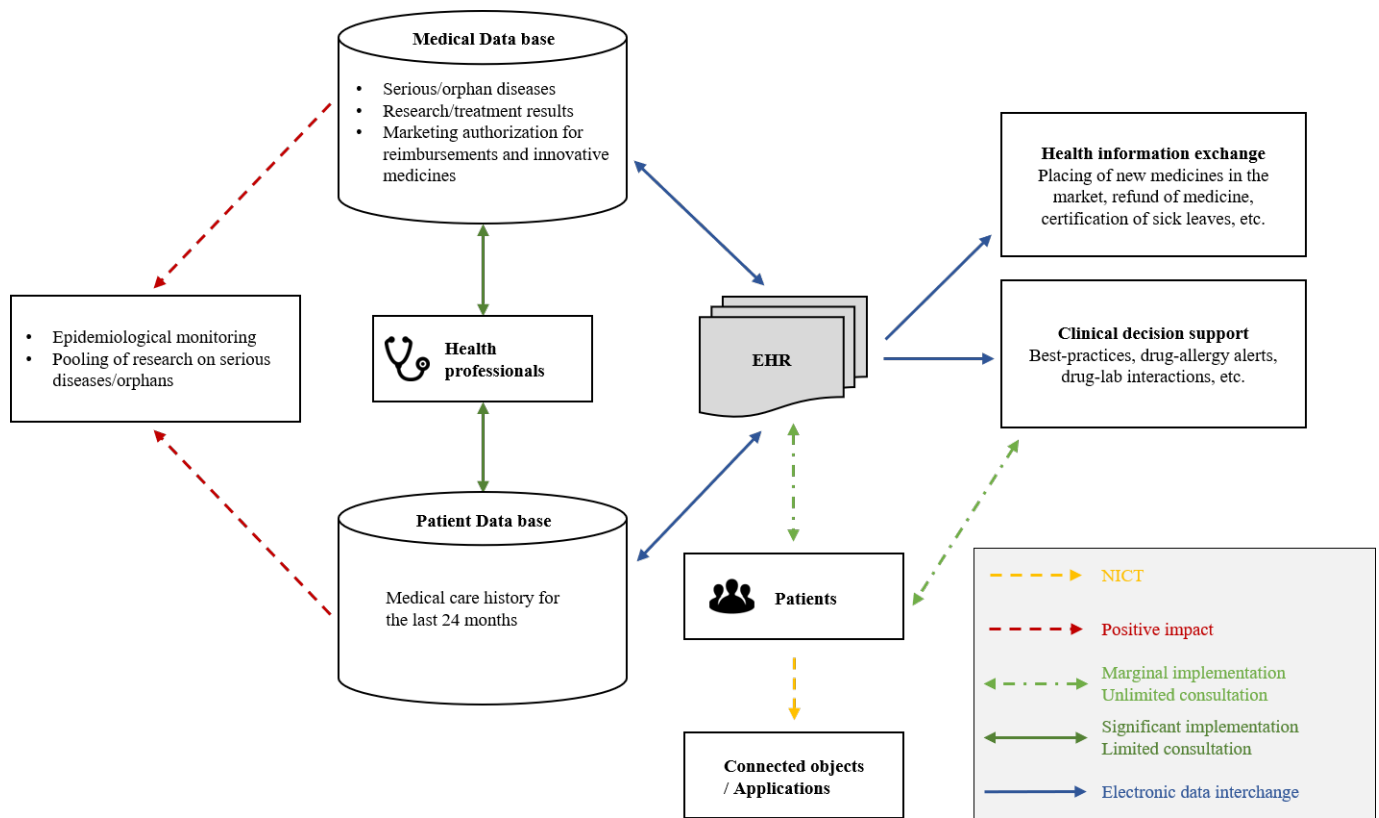 Medical Data base
• Serious/orphan diseases
• Research/treatment results
• Marketing authorization for
reimbursements and innovative
medicines
Health information exchange
Placing of new medicines in the
market, refund of medicine,
certification of sick leaves, etc.
• Epidemiological monitoring
• Pooling of research on serious
diseases/orphans
Health
professionals
EHR
Clinical decision support
Best-practices, drug-allergy alerts,
drug-lab interactions, etc.
Patient Data base
Medical care history for
the last 24 months
Patients
Connected objects
/ Applications
NICT
Positive impact
Marginal implementation
Unlimited consultation
Significant implementation
Limited consultation
Electronic data interchange